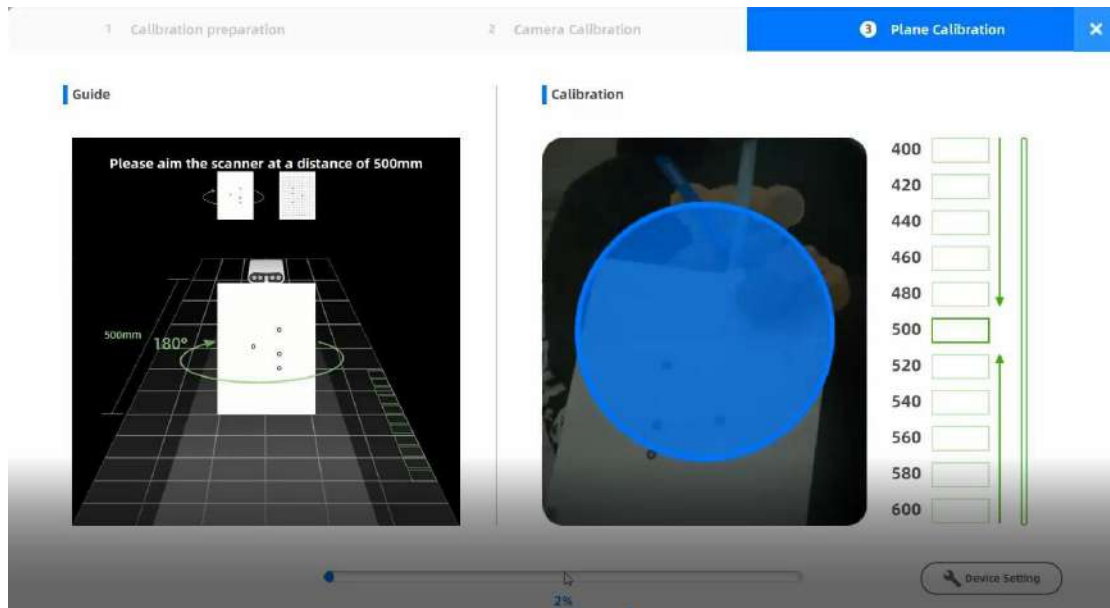 1 Calibration preparation
2 Camera Calibration
3 Plane Calibration
Guide
Calibration
Please aim the scanner at a distance of 500mm
500mm
180°
400
420
440
460
480
500
520
540
560
580
600
2%
Device Setting